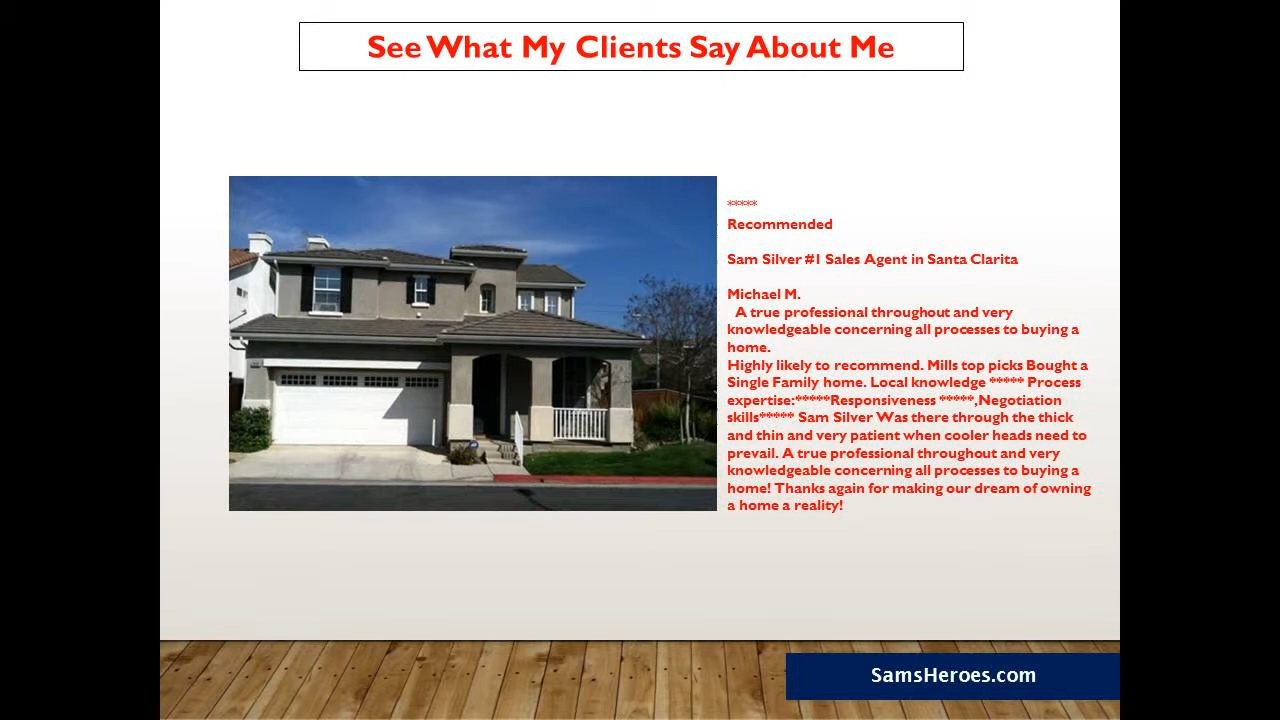 See What My Clients Say About Me
*****
Recommended
Sam Silver #1 Sales Agent in Santa Clarita
Michael M.
A true professional throughout and very
knowledgeable concerning all processes to buying a
home.
Highly likely to recommend. Mills top picks Bought a
Single Family home. Local knowledge ***** Process
expertise:*****Responsiveness *****,Negotiation
skills***** Sam Silver Was there through the thick
and thin and very patient when cooler heads need to
prevail. A true professional throughout and very
knowledgeable concerning all processes to buying a
home! Thanks again for making our dream of owning
a home a reality!
SamsHeroes.com